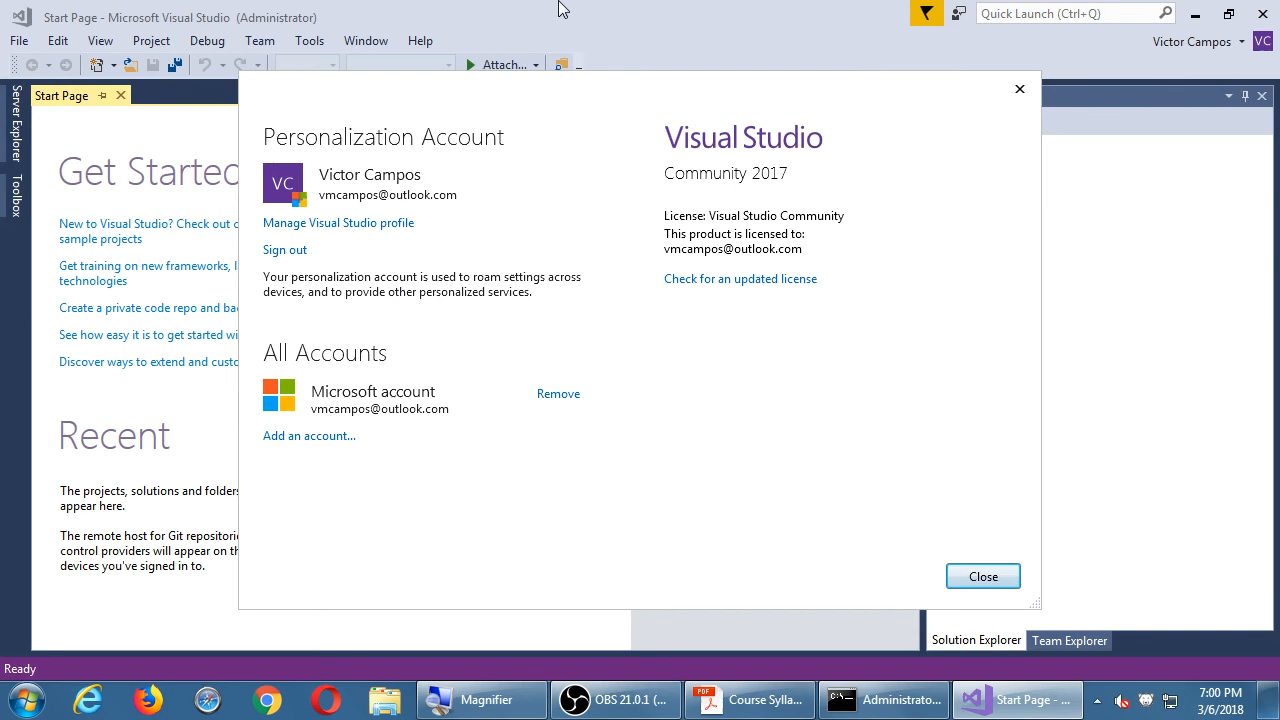 Start Page - Microsoft Visual Studio (Administrator)
Quick Launch (Ctrl+Q)
File Edit View Project Debug Team Tools Window Help
Victor Campos VC
Attach...
Server Explorer
Toolbox
Start Page
Get Started
New to Visual Studio? Check out c
sample projects
Get training on new frameworks, l
technologies
Create a private code repo and bac
See how easy it is to get started wi
Discover ways to extend and custo
Recent
The projects, solutions and folders
appear here.
The remote host for Git repositorie
control providers will appear on th
devices you've signed in to.
Personalization Account
VC
Victor Campos
vmcampos@outlook.com
Manage Visual Studio profile
Sign out
Your personalization account is used to roam settings across
devices, and to provide other personalized services.
All Accounts
Microsoft account
vmcampos@outlook.com
Remove
Add an account...
Visual Studio
Community 2017
License: Visual Studio Community
This product is licensed to:
vmcampos@outlook.com
Check for an updated license
Close
Solution Explorer Team Explorer
Ready
Magnifier
OBS 21.0.1 (...
PDF
Course Sylla...
C:\_
Administrato...
Start Page - ...
7:00 PM
3/6/2018